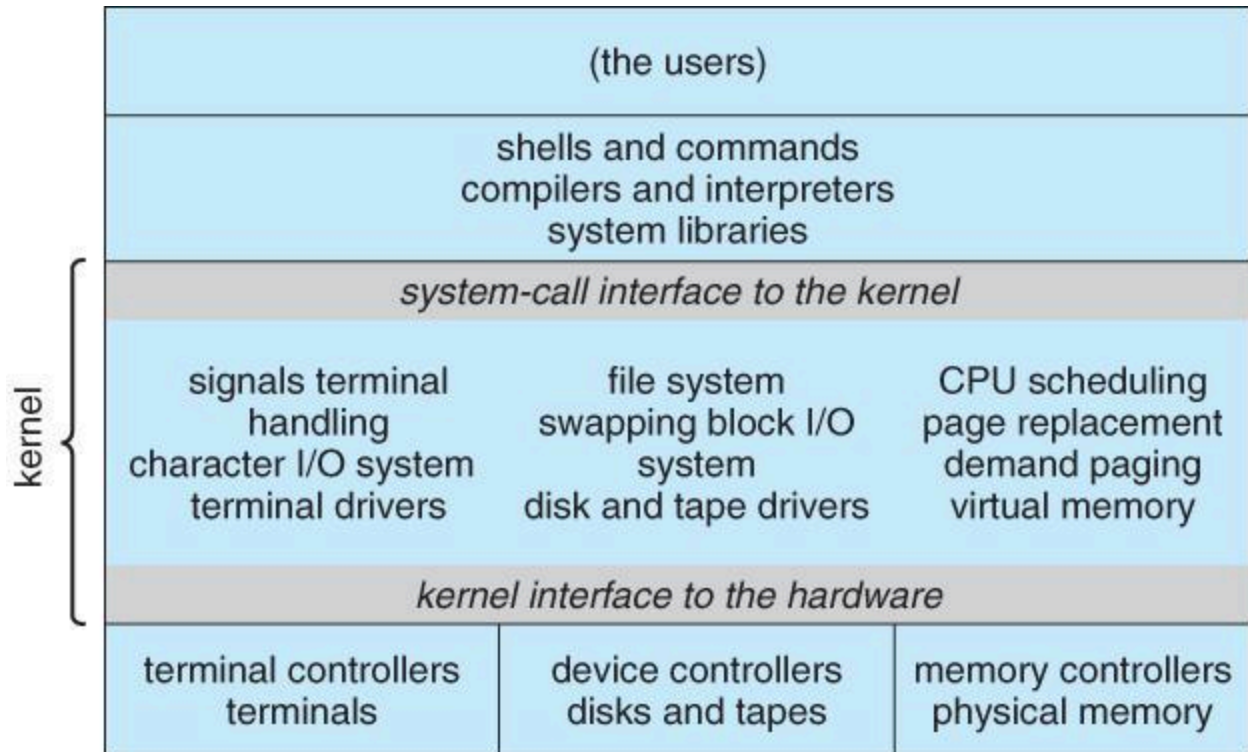 (the users)
shells and commands
compilers and interpreters
system libraries
kernel
system-call interface to the kernel
signals terminal
handling
character I/O system
terminal drivers
file system
swapping block I/O
system
disk and tape drivers
CPU scheduling
page replacement
demand paging
virtual memory
kernel interface to the hardware
terminal controllers
terminals
device controllers
disks and tapes
memory controllers
physical memory